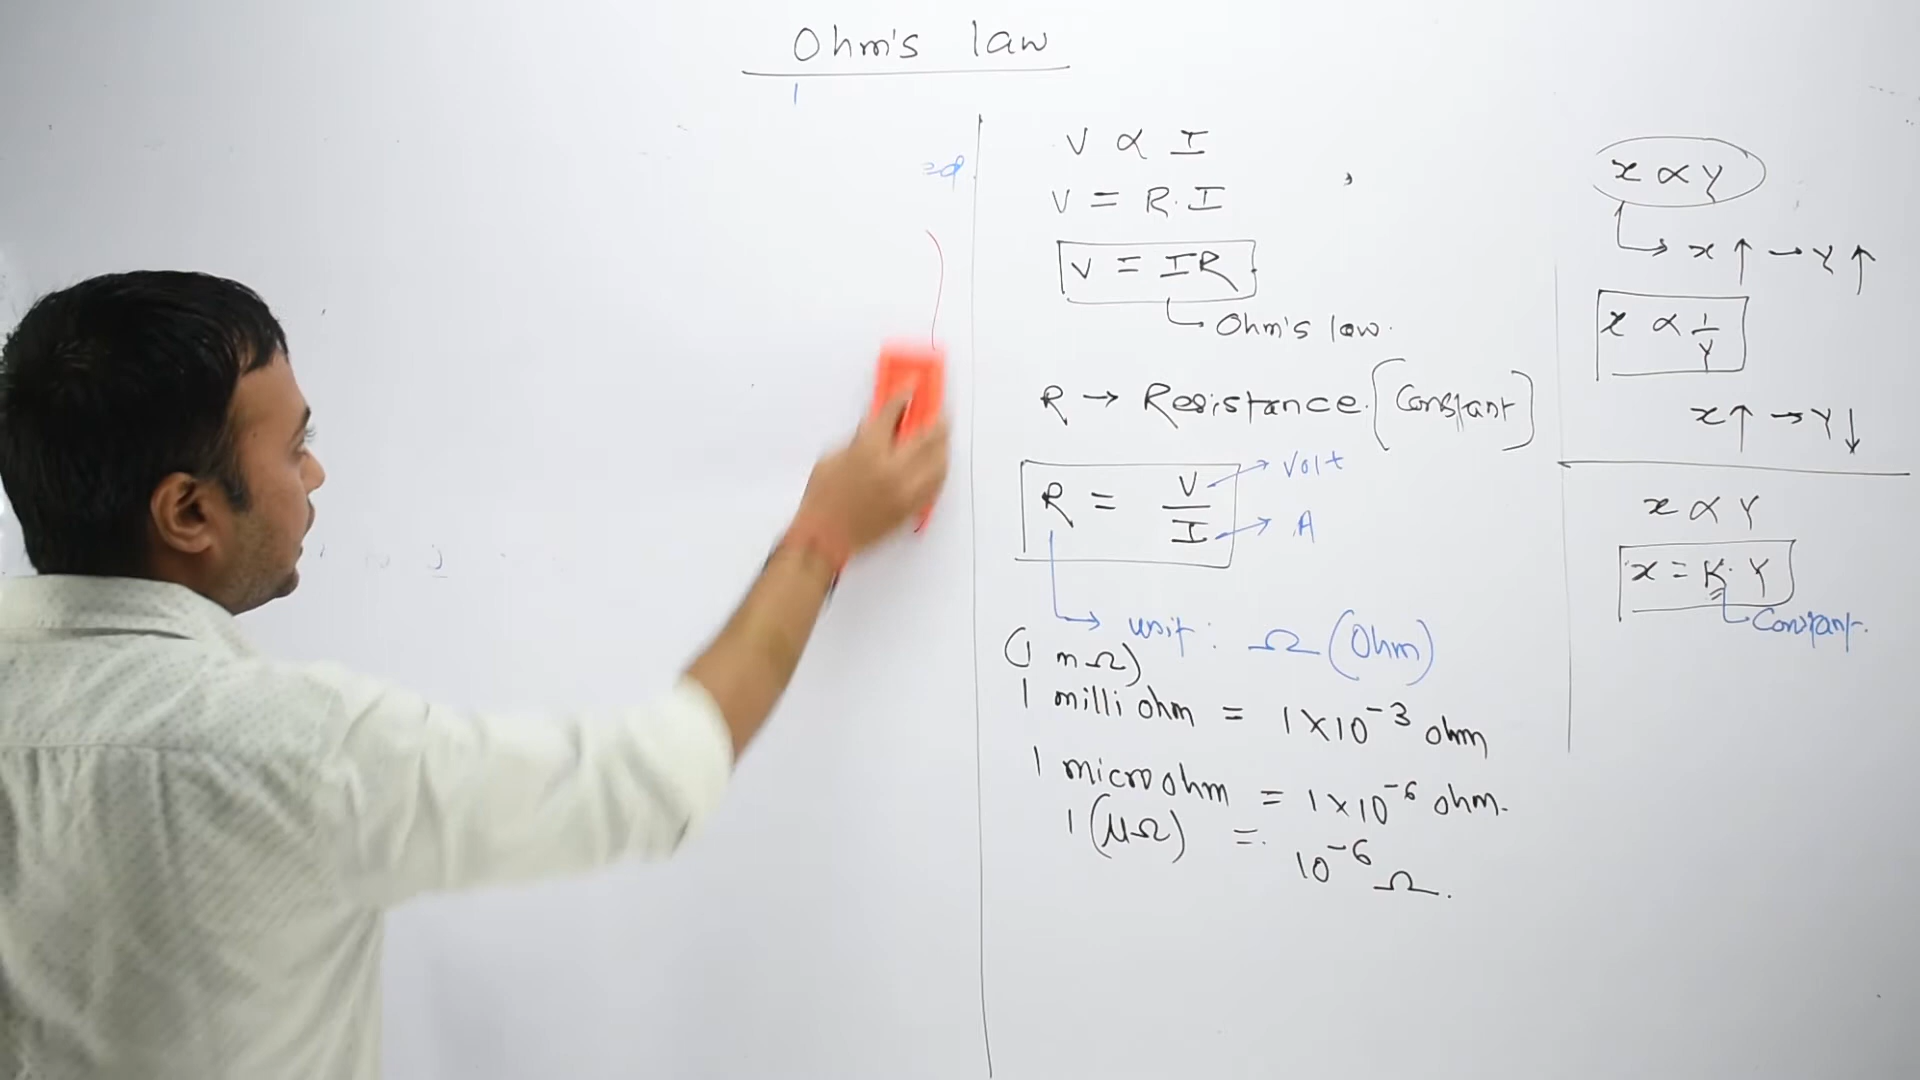 Ohm's law
V ∝ I
V = R.I
V = IR
Ohm's law.
R → Resistance. [Constant]
R = V/I
→ Volt
→ A
→ unit: Ω (Ohm)
(1 mΩ)
1 milli ohm = 1×10⁻³ ohm
1 micro ohm = 1×10⁻⁶ ohm.
1 (μΩ) = 10⁻⁶ Ω.
x ∝ Y
→ x ↑ → Y ↑
x ∝ 1/Y
x ↑ → Y ↓
x ∝ Y
x = K. Y
Constant.